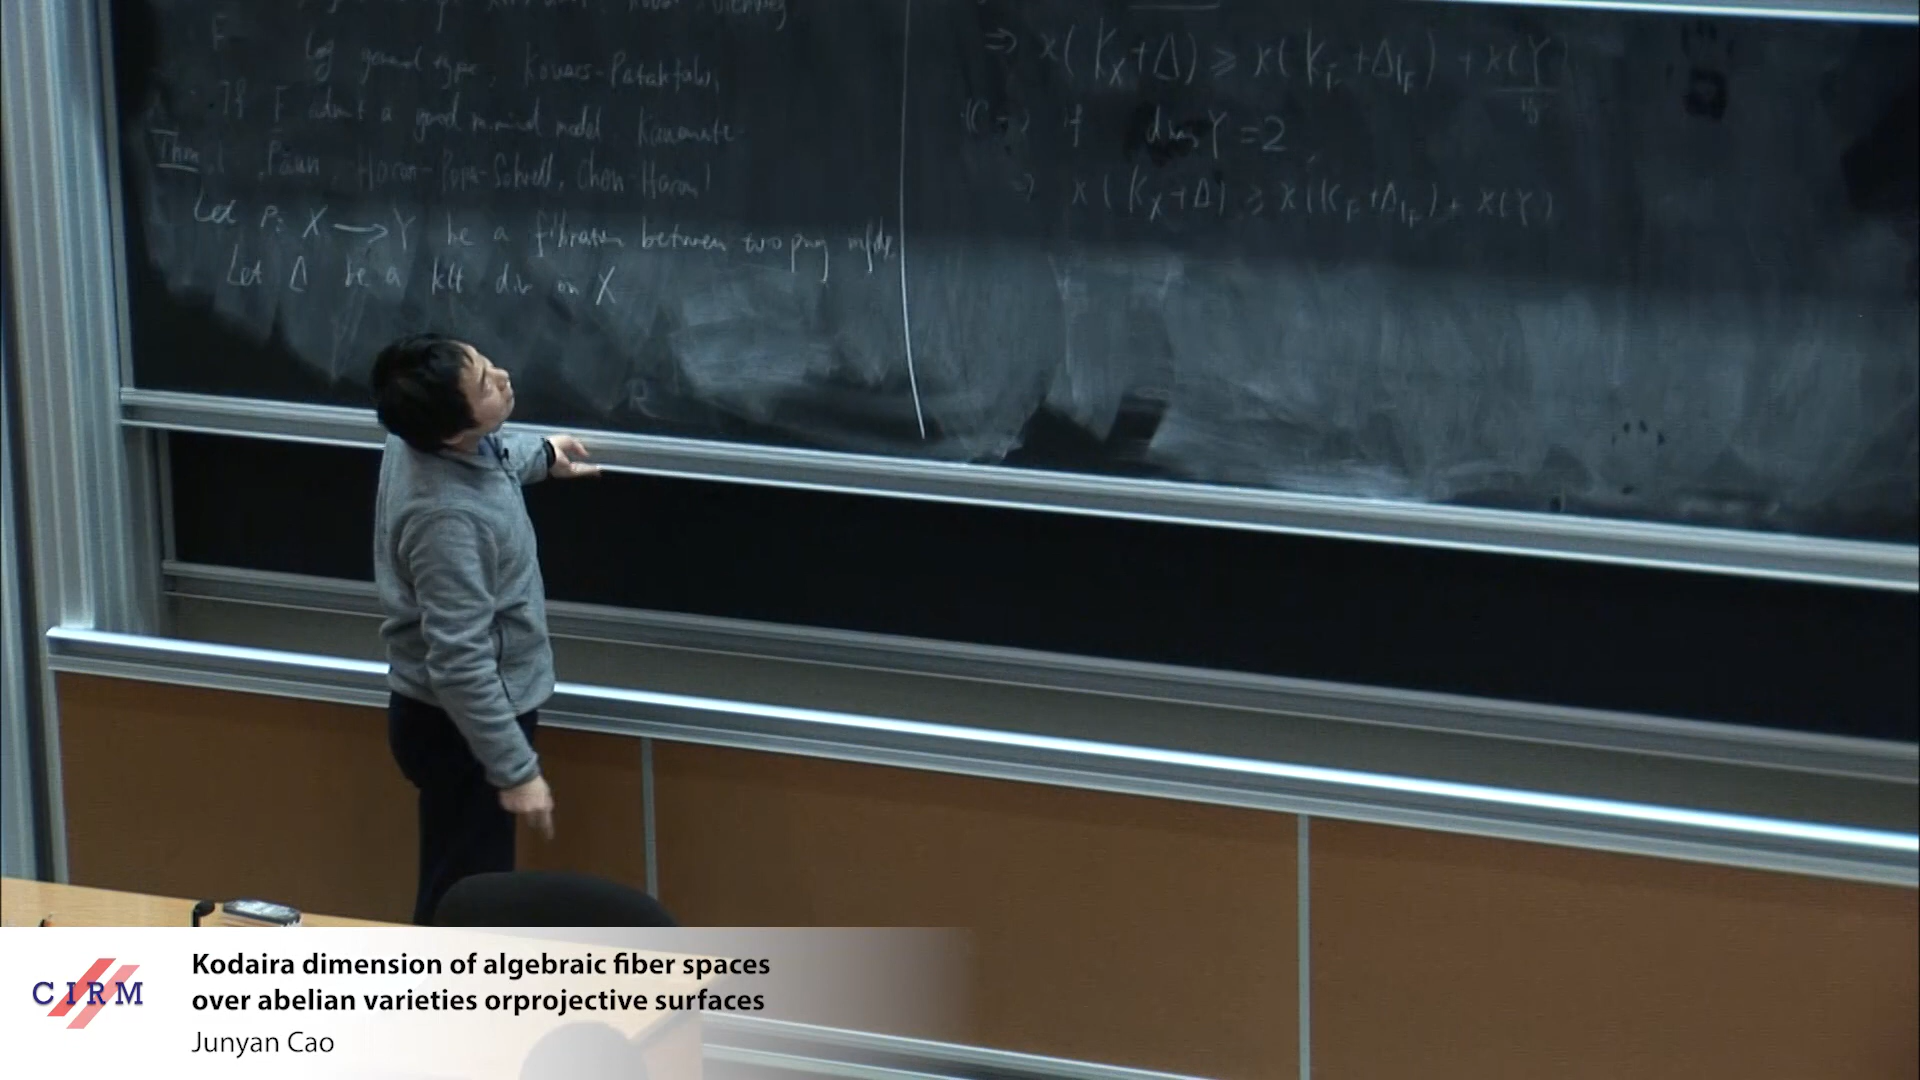 F
log general type, Kovacs-Patakfalvi
If F admit a good minimal model, Kawamata
Thm Păun, Hacon-Popa-Schnell, Chen-Hacon
Let p: X → Y be a fibration between two proj mfds.
Let Δ be a klt div on X
⇒ κ(K_X+Δ) ≥ κ(K_F+Δ|_F) + κ(Y)
if dim Y = 2
⇒ κ(K_X+Δ) ≥ κ(K_F+Δ|_F) + κ(Y)
CIRM
Kodaira dimension of algebraic fiber spaces
over abelian varieties orprojective surfaces
Junyan Cao